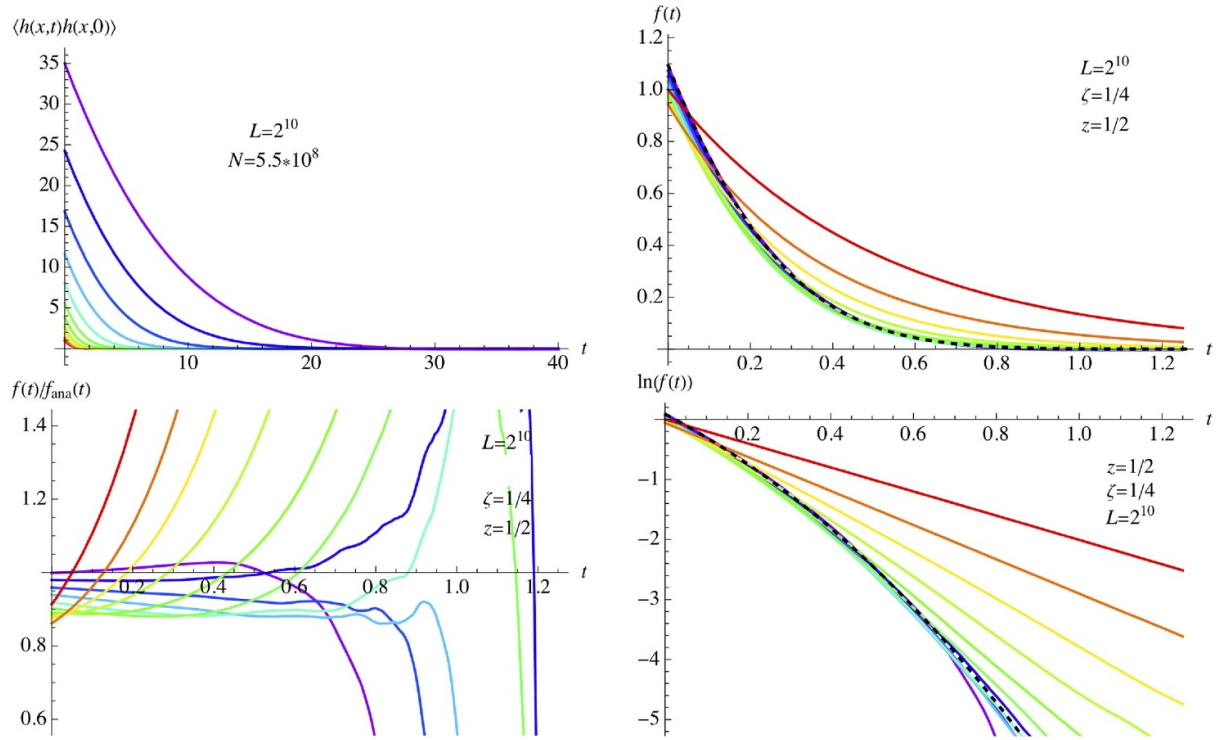 ⟨h(x,t)h(x,0)⟩
35
30
25
20
15
10
5
L=2^10
N=5.5*10^8
10 20 30 40 t
f(t)
1.2
1.0
0.8
0.6
0.4
0.2
L=2^10
ζ=1/4
z=1/2
0.2 0.4 0.6 0.8 1.0 1.2 t
f(t)/f_ana(t)
1.4
1.2
0.8
0.6
L=2^10
ζ=1/4
z=1/2
0.2 0.4 0.6 0.8 1.0 1.2 t
ln(f(t))
0.2 0.4 0.6 0.8 1.0 1.2 t
−1
−2
−3
−4
−5
z=1/2
ζ=1/4
L=2^10